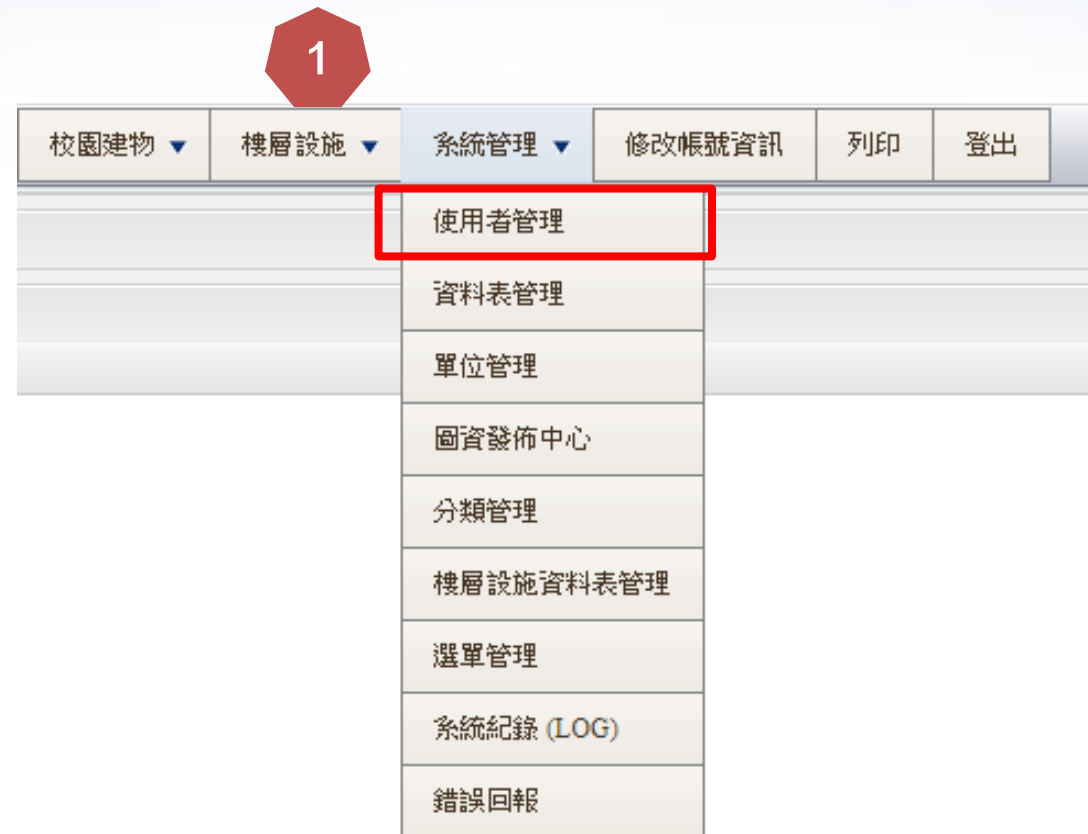 1
校園建物 ▼ 樓層設施 ▼ 系統管理 ▼ 修改帳號資訊 列印 登出
使用者管理
資料表管理
單位管理
圖資發佈中心
分類管理
樓層設施資料表管理
選單管理
系統紀錄 (LOG)
錯誤回報